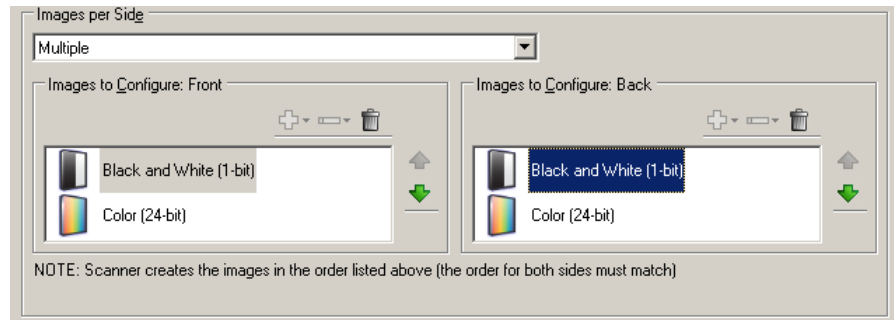 Images per Side
Multiple
Images to Configure: Front
Images to Configure: Back
Black and White (1-bit)
Color (24-bit)
Black and White (1-bit)
Color (24-bit)
NOTE: Scanner creates the images in the order listed above (the order for both sides must match)